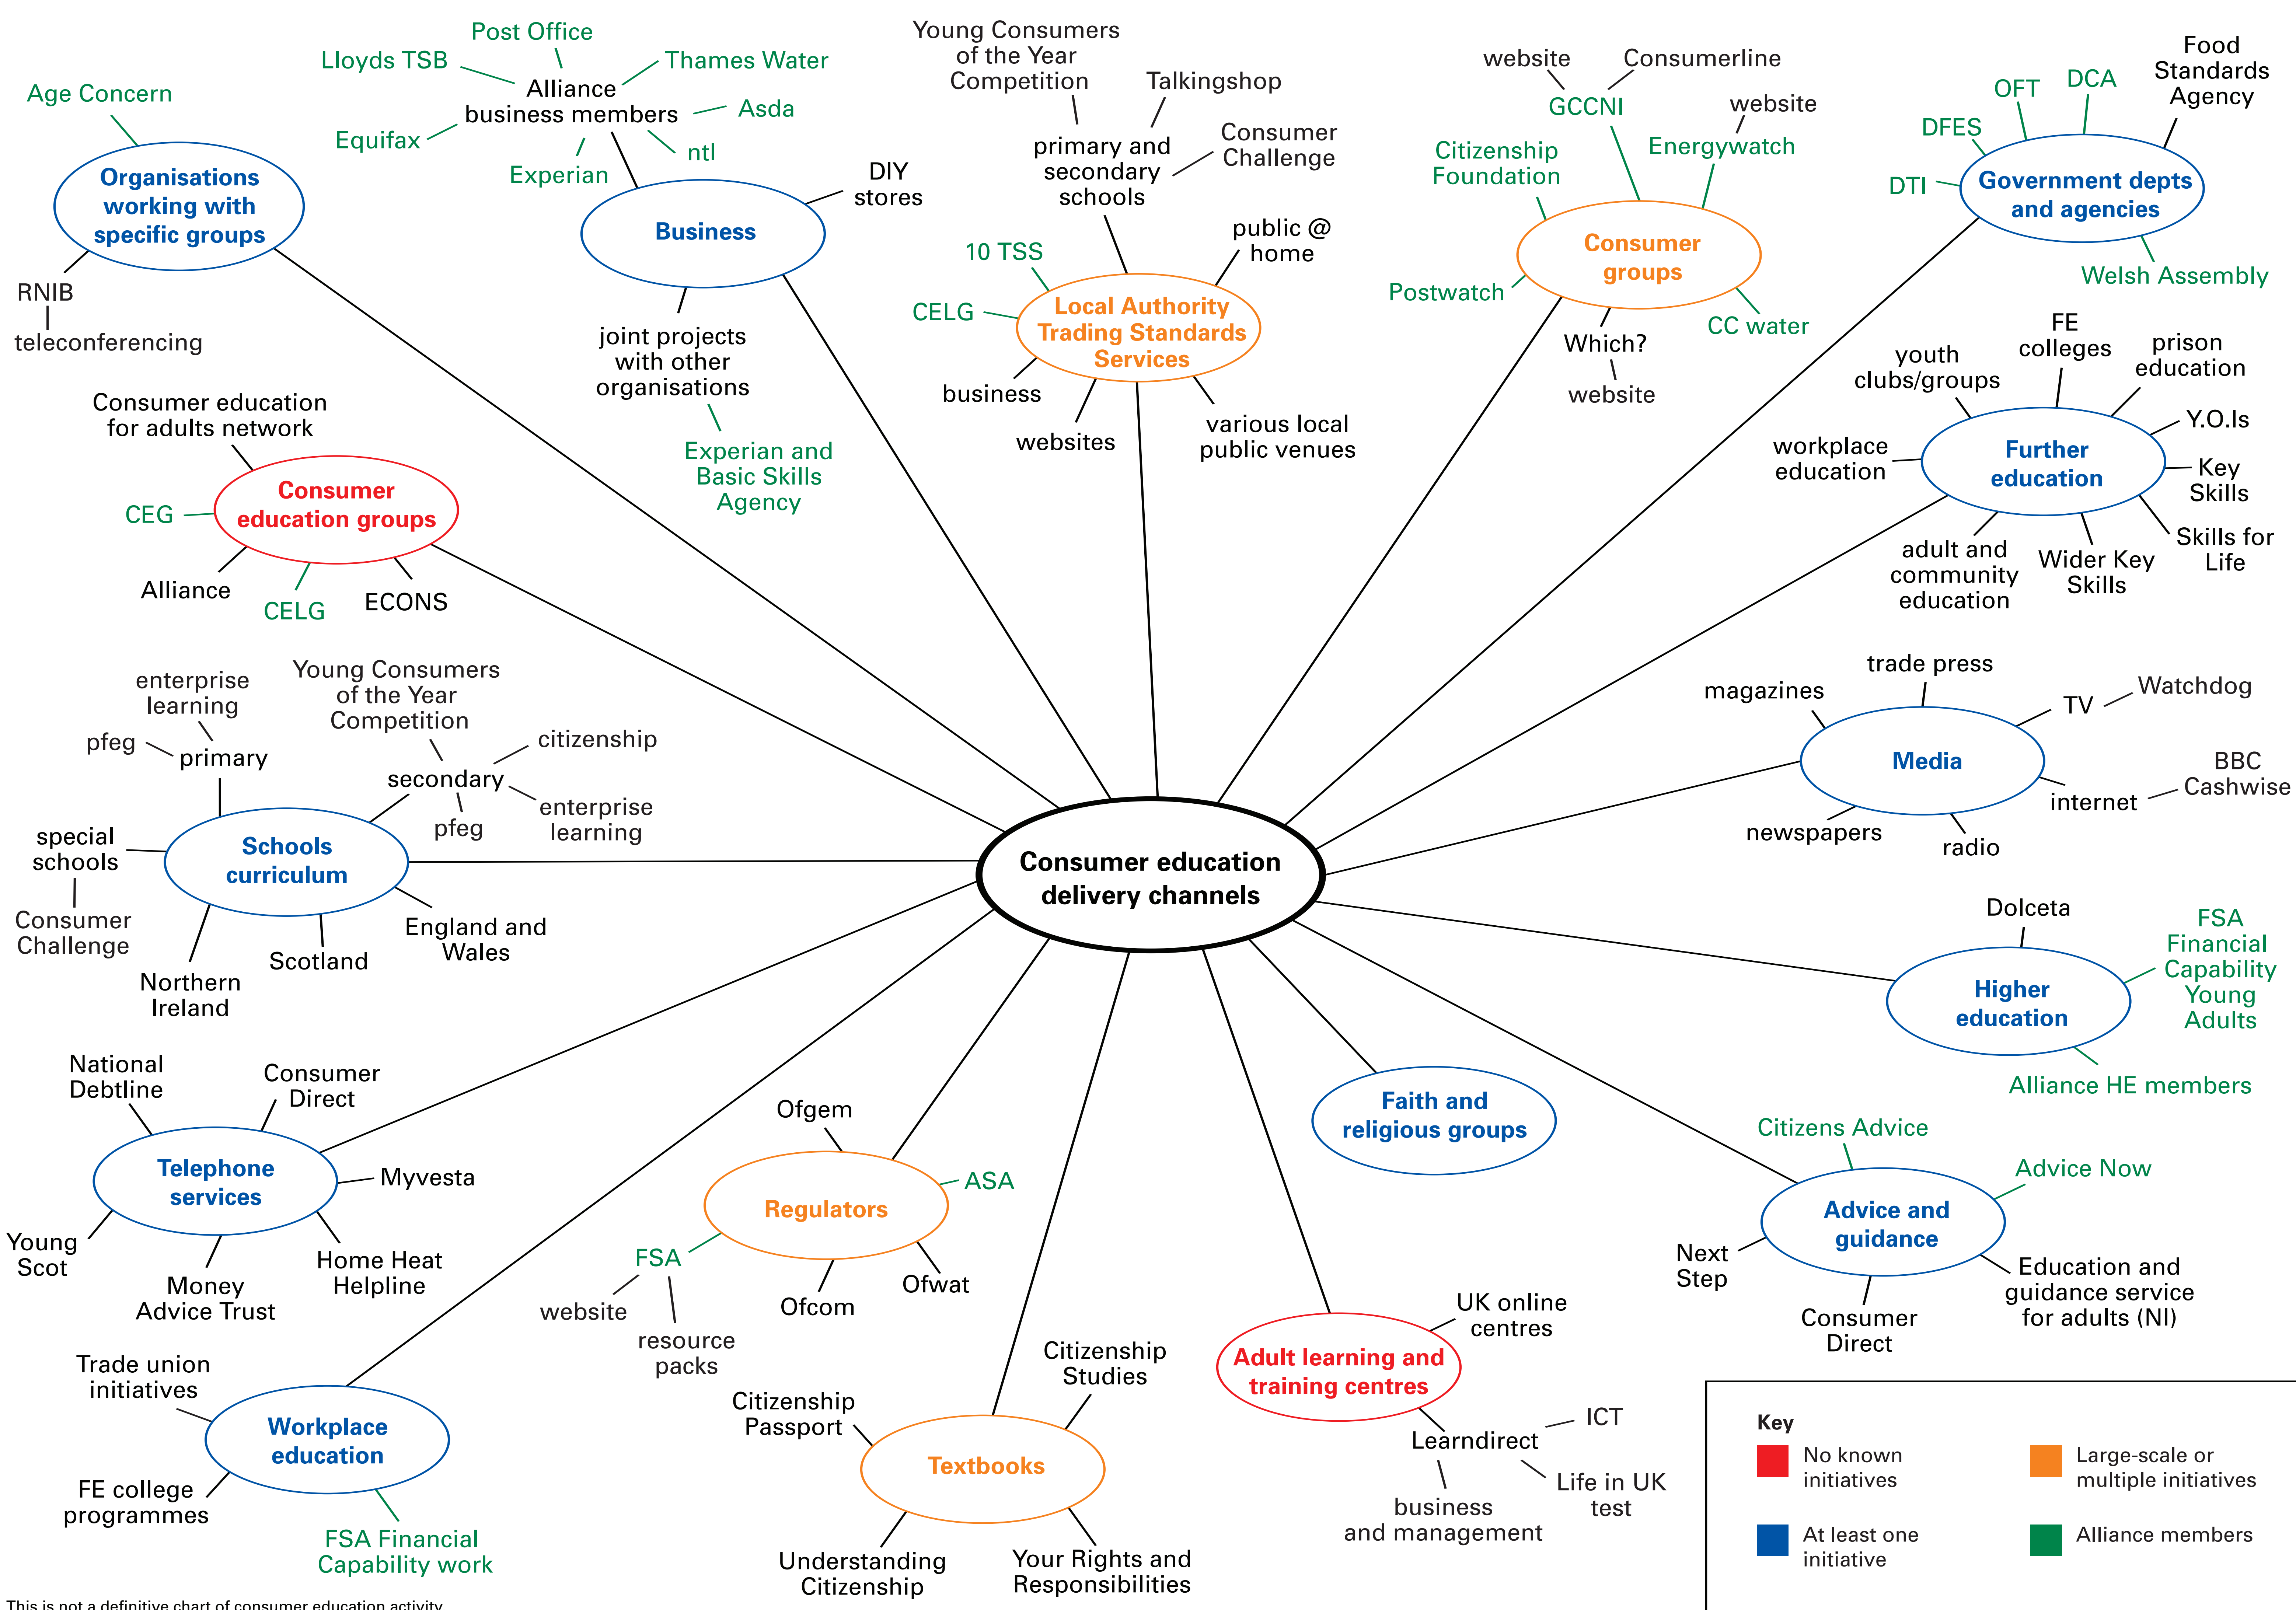 Age Concern
Organisations
working with
specific groups
RNIB
teleconferencing
Post Office
Lloyds TSB
Thames Water
Alliance
business members
Asda
Equifax
ntl
Experian
Business
DIY
stores
joint projects
with other
organisations
Experian and
Basic Skills
Agency
Young Consumers
of the Year
Competition
Talkingshop
Consumer
Challenge
primary and
secondary
schools
public @
home
10 TSS
CELG
Local Authority
Trading Standards
Services
business
websites
various local
public venues
website
Consumerline
GCCNI
website
Energywatch
Citizenship
Foundation
Consumer
groups
Postwatch
CC water
Which?
website
Food
Standards
Agency
DCA
OFT
DFES
DTI
Government depts
and agencies
Welsh Assembly
FE
colleges
youth
clubs/groups
prison
education
Y.O.Is
workplace
education
Further
education
Key
Skills
Skills for
Life
adult and
community
education
Wider Key
Skills
Consumer education
for adults network
Consumer
education groups
CEG
Alliance
CELG
ECONS
enterprise
learning
pfeg
primary
Young Consumers
of the Year
Competition
citizenship
secondary
pfeg
enterprise
learning
special
schools
Consumer
Challenge
Schools
curriculum
Northern
Ireland
Scotland
England and
Wales
Consumer education
delivery channels
trade press
magazines
TV
Watchdog
Media
BBC
Cashwise
internet
newspapers
radio
Dolceta
FSA
Financial
Capability
Young
Adults
Higher
education
Alliance HE members
National
Debtline
Consumer
Direct
Telephone
services
Myvesta
Young
Scot
Money
Advice Trust
Home Heat
Helpline
Ofgem
ASA
Regulators
FSA
website
resource
packs
Ofcom
Ofwat
Faith and
religious groups
Citizens Advice
Advice Now
Advice and
guidance
Next
Step
Consumer
Direct
Education and
guidance service
for adults (NI)
Trade union
initiatives
Workplace
education
FE college
programmes
FSA Financial
Capability work
Citizenship
Studies
Citizenship
Passport
Textbooks
Understanding
Citizenship
Your Rights and
Responsibilities
UK online
centres
Adult learning and
training centres
ICT
Learndirect
Life in UK
test
business
and management
Key
No known
initiatives
Large-scale or
multiple initiatives
At least one
initiative
Alliance members
This is not a definitive chart of consumer education activity